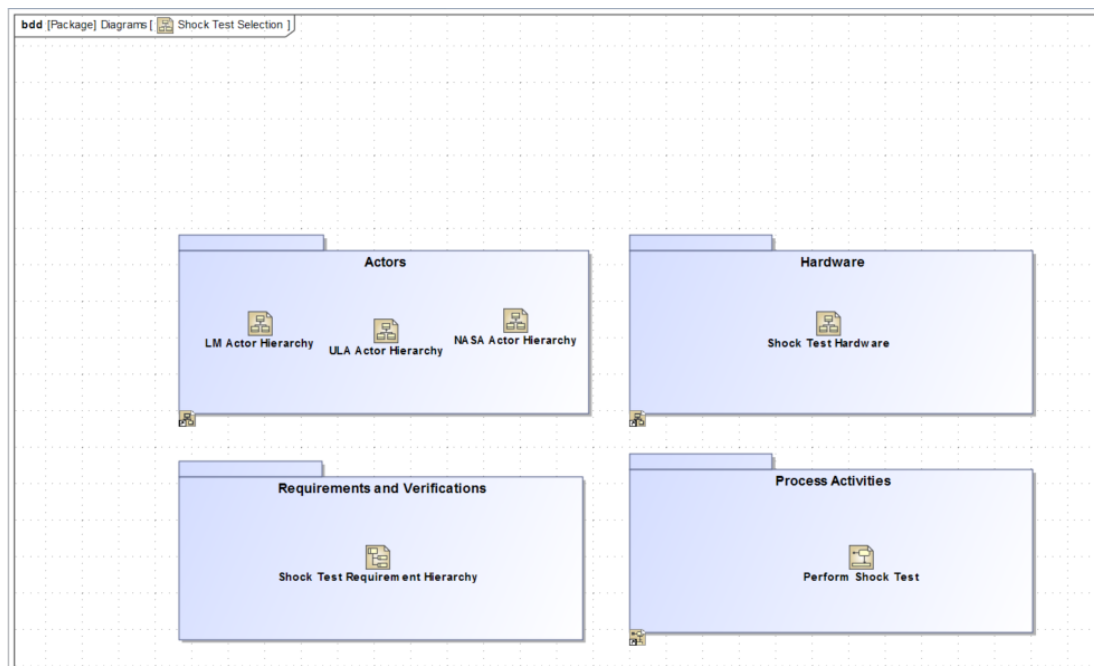 bdd [Package] Diagrams [ Shock Test Selection ]
Actors
LM Actor Hierarchy
ULA Actor Hierarchy
NASA Actor Hierarchy
Hardware
Shock Test Hardware
Requirements and Verifications
Shock Test Requirement Hierarchy
Process Activities
Perform Shock Test